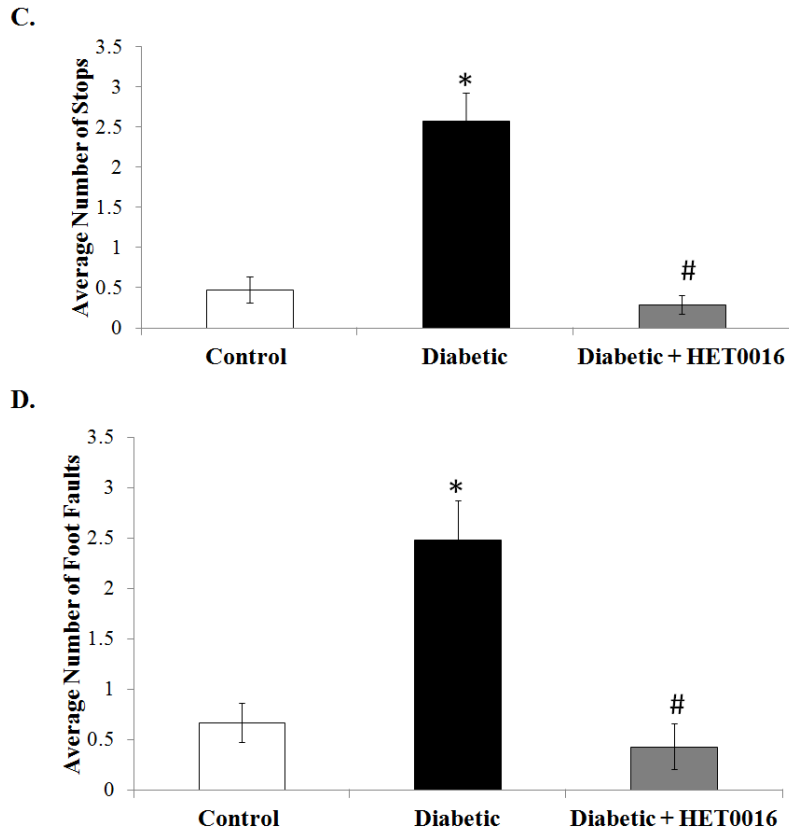 C.
Average Number of Stops
3.5
3
2.5
2
1.5
1
0.5
0
*
#
Control
Diabetic
Diabetic + HET0016
D.
Average Number of Foot Faults
3.5
3
2.5
2
1.5
1
0.5
0
*
#
Control
Diabetic
Diabetic + HET0016